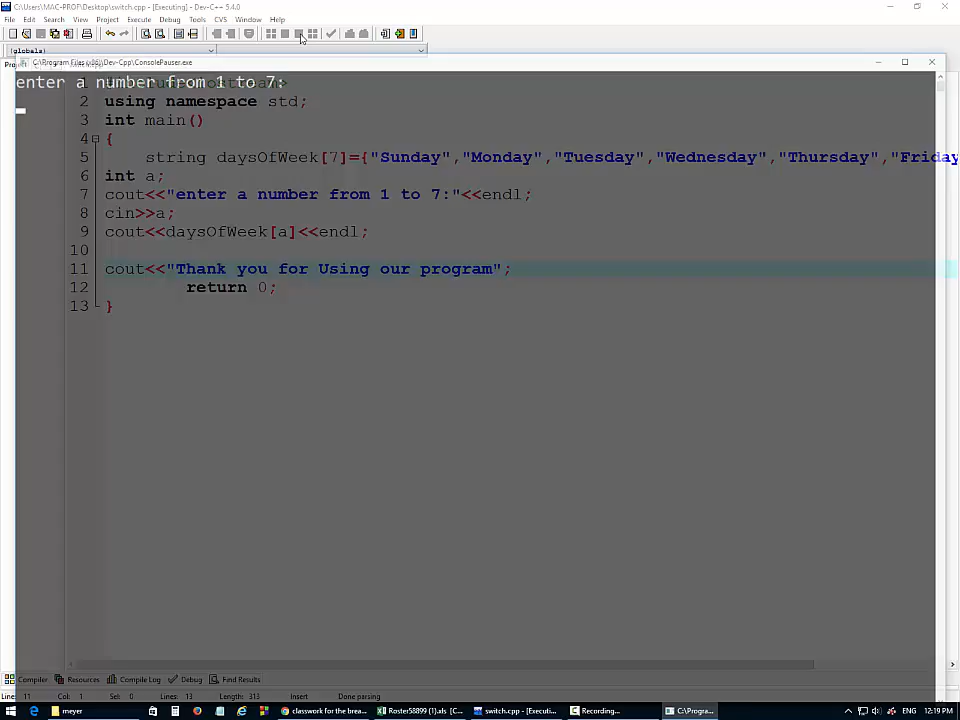 C:\Users\MAC-PROF\Desktop\switch.cpp - [Executing] - Dev-C++ 5.4.0
File Edit Search View Project Execute Debug Tools CVS Window Help
(globals)
C:\Program Files (x86)\Dev-Cpp\ConsolePauser.exe
enter a number from 1 to 7:
2 using namespace std;
3 int main()
4 {
5 string daysOfWeek[7]={"Sunday","Monday","Tuesday","Wednesday","Thursday","Friday
6 int a;
7 cout<<"enter a number from 1 to 7:"<<endl;
8 cin>>a;
9 cout<<daysOfWeek[a]<<endl;
10
11 cout<<"Thank you for Using our program";
12 return 0;
13 }
Compiler Resources Compile Log Debug Find Results
Line: 11 Col: 1 Sel: 0 Lines: 13 Length: 313 Insert Done parsing
meyer classwork for the brea... Roster58899 (1).xls [C... switch.cpp - [Executi... Recording... C:\Progra... ENG 12:19 PM